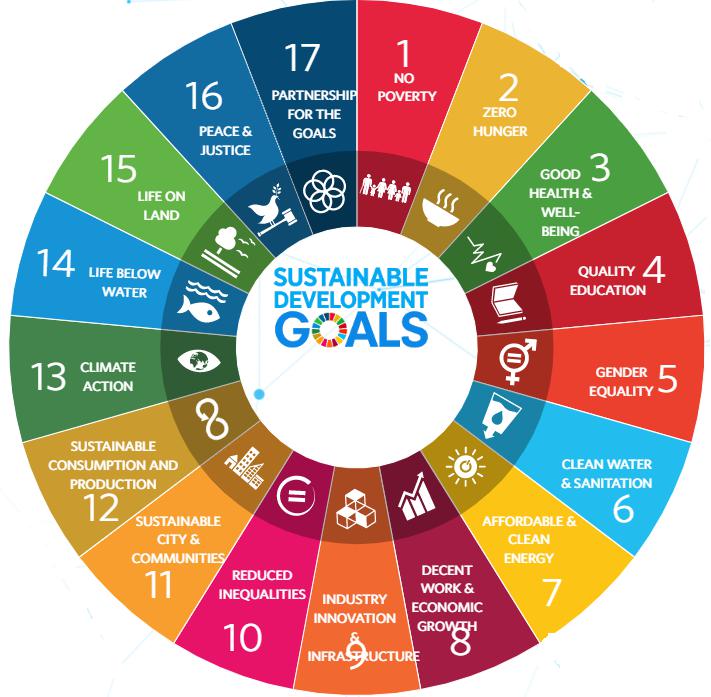 SUSTAINABLE
DEVELOPMENT
GOALS
1
NO
POVERTY
2
ZERO
HUNGER
3
GOOD
HEALTH &
WELL-
BEING
4
QUALITY
EDUCATION
5
GENDER
EQUALITY
CLEAN WATER
& SANITATION
6
AFFORDABLE &
CLEAN
ENERGY
7
DECENT
WORK &
ECONOMIC
GROWTH
8
INDUSTRY
INNOVATION
&
INFRASTRUCTURE
9
REDUCED
INEQUALITIES
10
SUSTAINABLE
CITY &
COMMUNITIES
11
SUSTAINABLE
CONSUMPTION AND
PRODUCTION
12
13
CLIMATE
ACTION
14
LIFE BELOW
WATER
15
LIFE ON
LAND
16
PEACE &
JUSTICE
17
PARTNERSHIP
FOR THE
GOALS